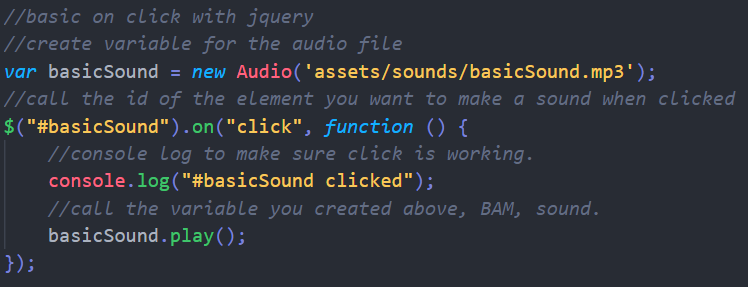 //basic on click with jquery
//create variable for the audio file
var basicSound = new Audio('assets/sounds/basicSound.mp3');
//call the id of the element you want to make a sound when clicked
$("#basicSound").on("click", function () {
    //console log to make sure click is working.
    console.log("#basicSound clicked");
    //call the variable you created above, BAM, sound.
    basicSound.play();
});